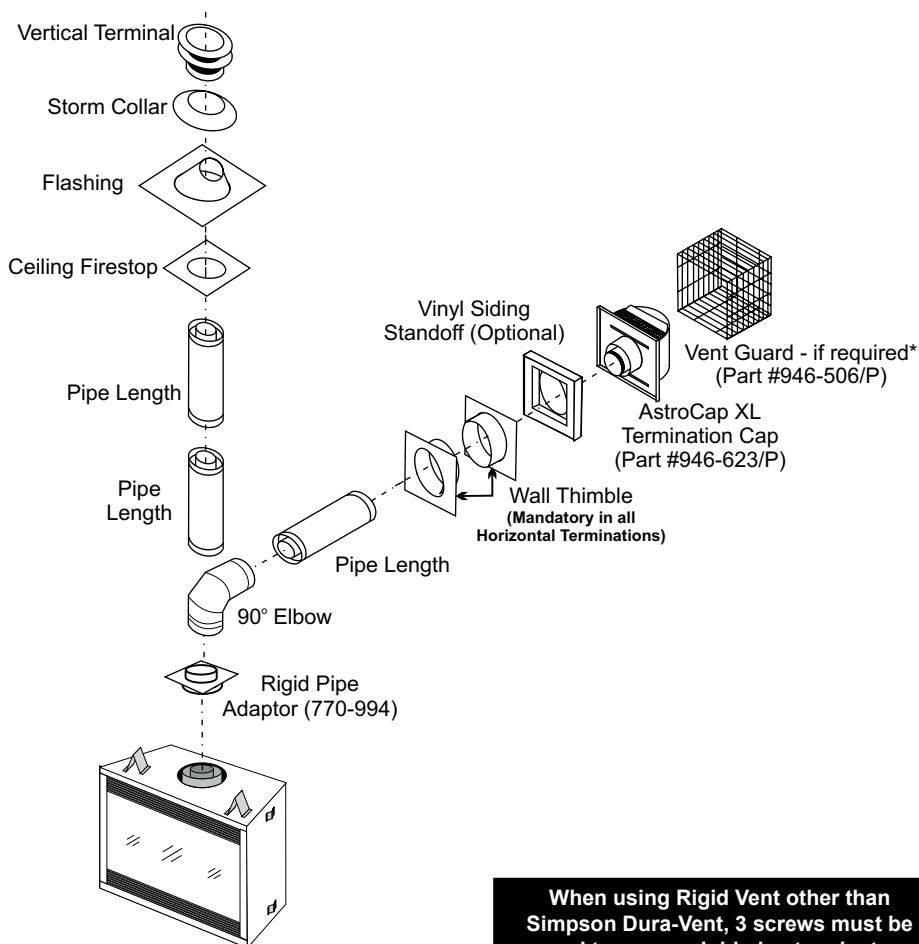 Vertical Terminal
Storm Collar
Flashing
Ceiling Firestop
Pipe Length
Pipe
Length
Vinyl Siding
Standoff (Optional)
Vent Guard - if required*
(Part #946-506/P)
AstroCap XL
Termination Cap
(Part #946-623/P)
Wall Thimble
(Mandatory in all
Horizontal Terminations)
Pipe Length
90° Elbow
Rigid Pipe
Adaptor (770-994)
When using Rigid Vent other than
Simpson Dura-Vent, 3 screws must be